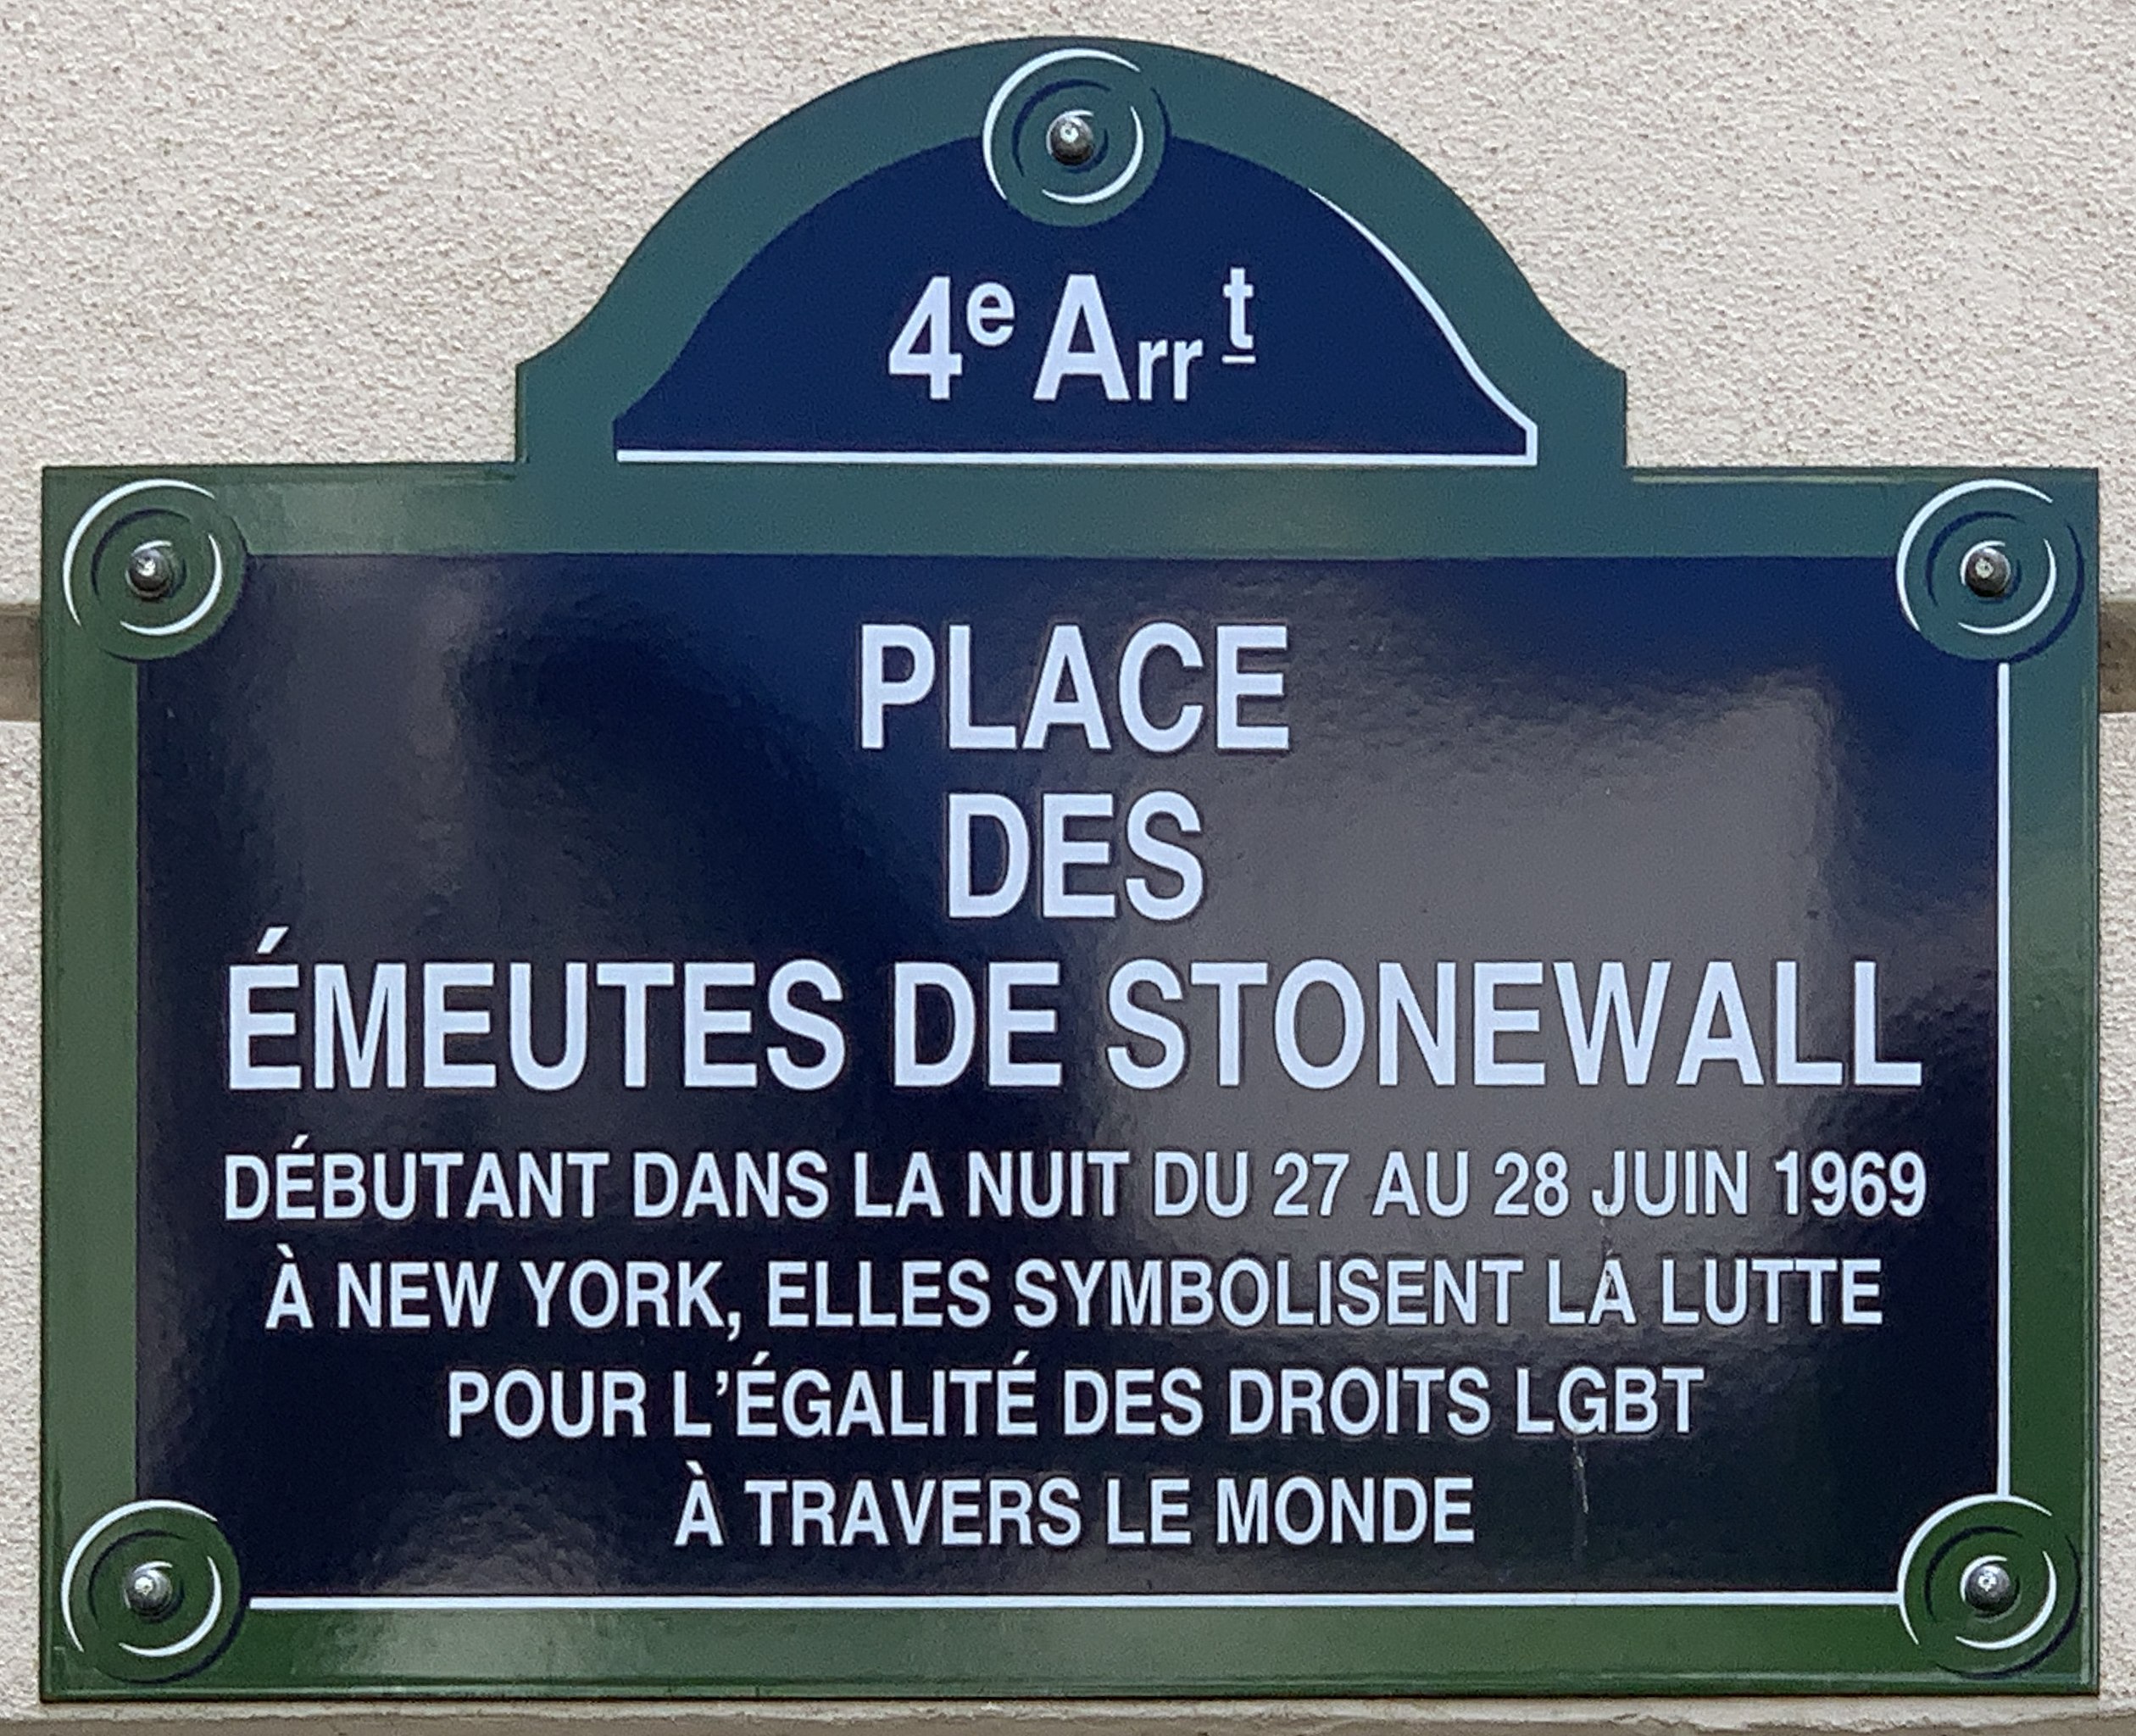 4e Arrt
PLACE
DES
ÉMEUTES DE STONEWALL
DÉBUTANT DANS LA NUIT DU 27 AU 28 JUIN 1969
À NEW YORK, ELLES SYMBOLISENT LA LUTTE
POUR L’ÉGALITÉ DES DROITS LGBT
À TRAVERS LE MONDE